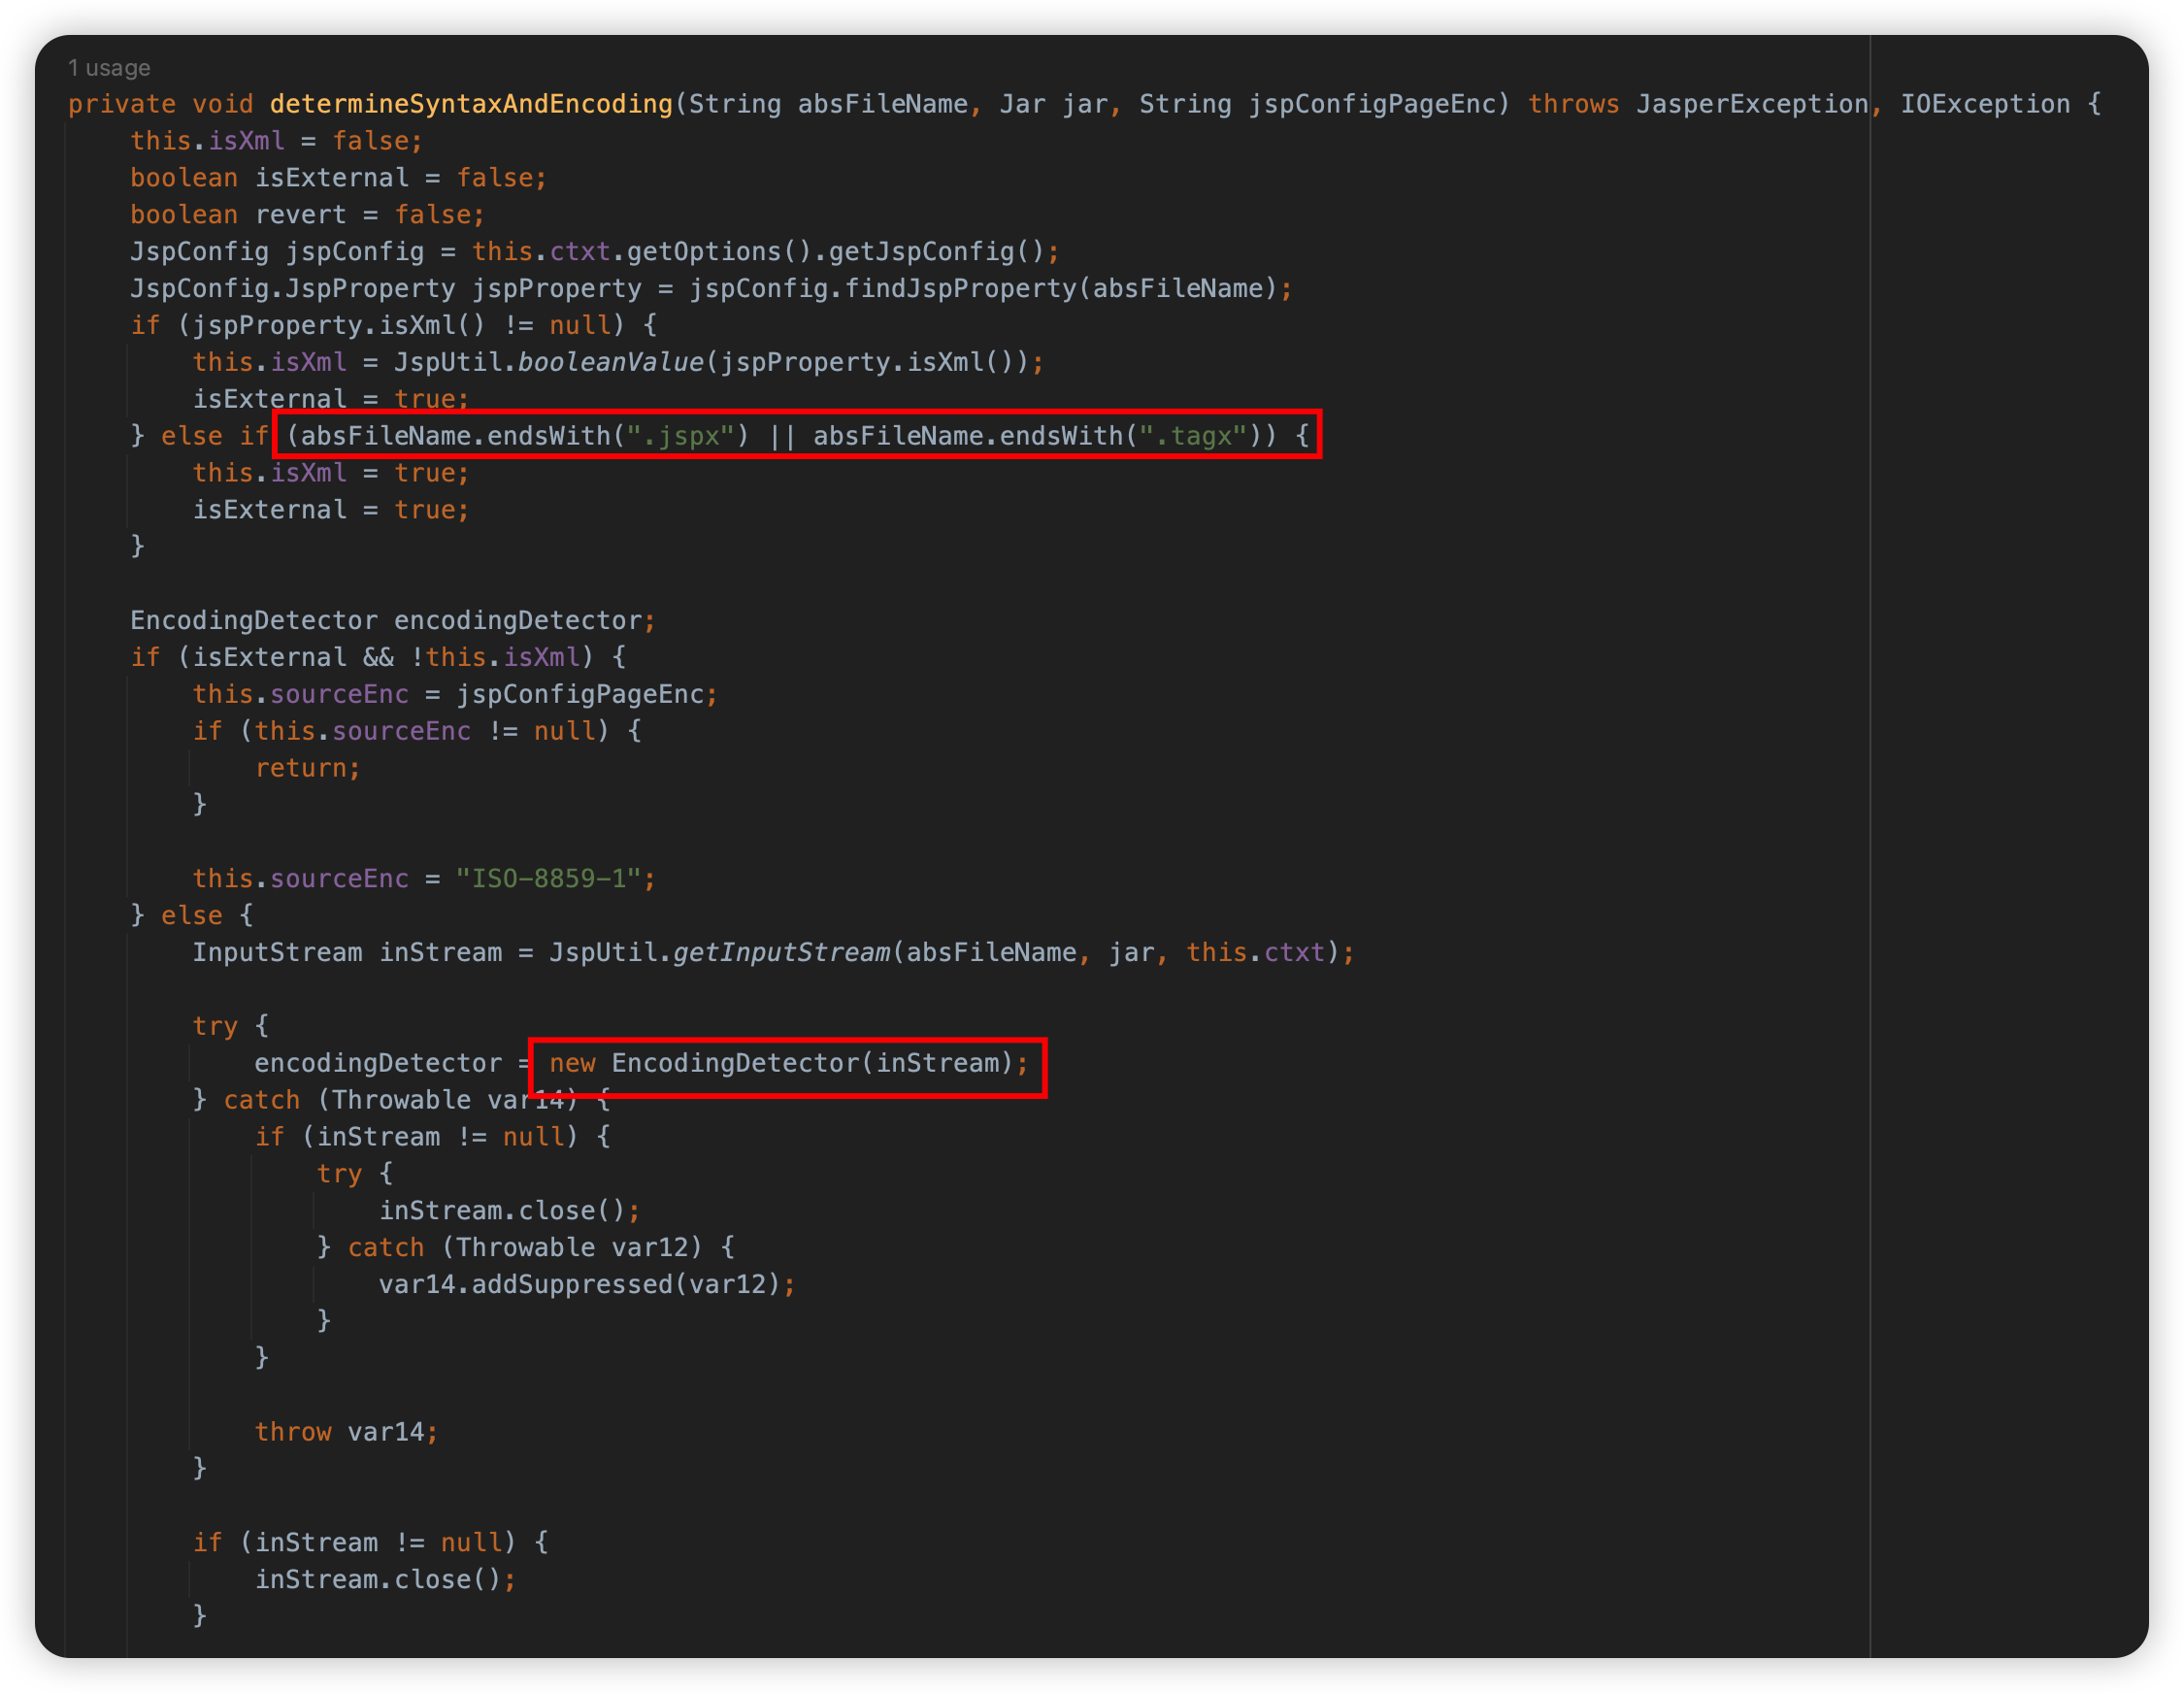 1 usage
private void determineSyntaxAndEncoding(String absFileName, Jar jar, String jspConfigPageEnc) throws JasperException, IOException {
this.isXml = false;
boolean isExternal = false;
boolean revert = false;
JspConfig jspConfig = this.ctxt.getOptions().getJspConfig();
JspConfig.JspProperty jspProperty = jspConfig.findJspProperty(absFileName);
if (jspProperty.isXml() != null) {
this.isXml = JspUtil.booleanValue(jspProperty.isXml());
isExternal = true;
} else if (absFileName.endsWith(".jspx") || absFileName.endsWith(".tagx")) {
this.isXml = true;
isExternal = true;
}
EncodingDetector encodingDetector;
if (isExternal && !this.isXml) {
this.sourceEnc = jspConfigPageEnc;
if (this.sourceEnc != null) {
return;
}
this.sourceEnc = "ISO-8859-1";
} else {
InputStream inStream = JspUtil.getInputStream(absFileName, jar, this.ctxt);
try {
encodingDetector = new EncodingDetector(inStream);
} catch (Throwable var14) {
if (inStream != null) {
try {
inStream.close();
} catch (Throwable var12) {
var14.addSuppressed(var12);
}
}
throw var14;
}
if (inStream != null) {
inStream.close();
}